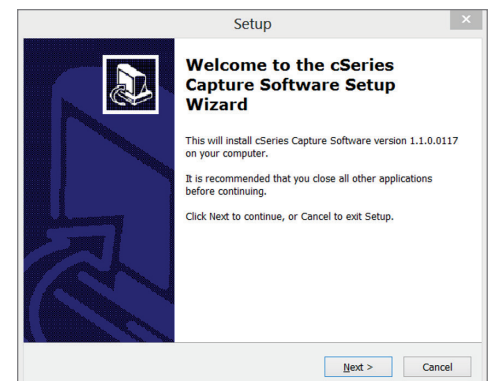 Setup
Welcome to the cSeries
Capture Software Setup
Wizard
This will install cSeries Capture Software version 1.1.0.0117
on your computer.
It is recommended that you close all other applications
before continuing.
Click Next to continue, or Cancel to exit Setup.
Next > Cancel